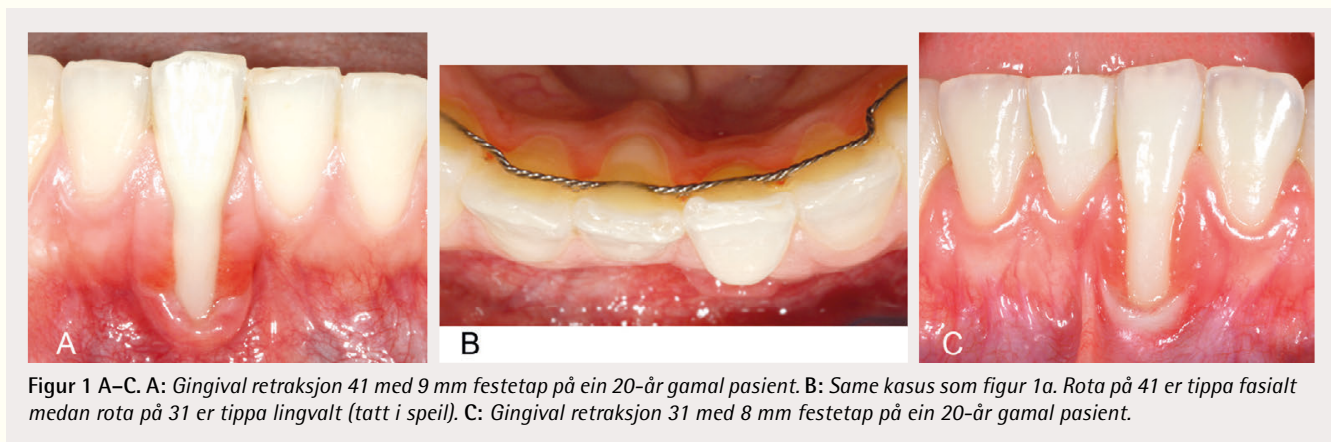 A
B
C
Figur 1 A–C. A: Gingival retraksjon 41 med 9 mm festetap på ein 20-år gamal pasient. B: Same kasus som figur 1a. Rota på 41 er tippa fasialt
medan rota på 31 er tippa lingvalt (tatt i speil). C: Gingival retraksjon 31 med 8 mm festetap på ein 20-år gamal pasient.